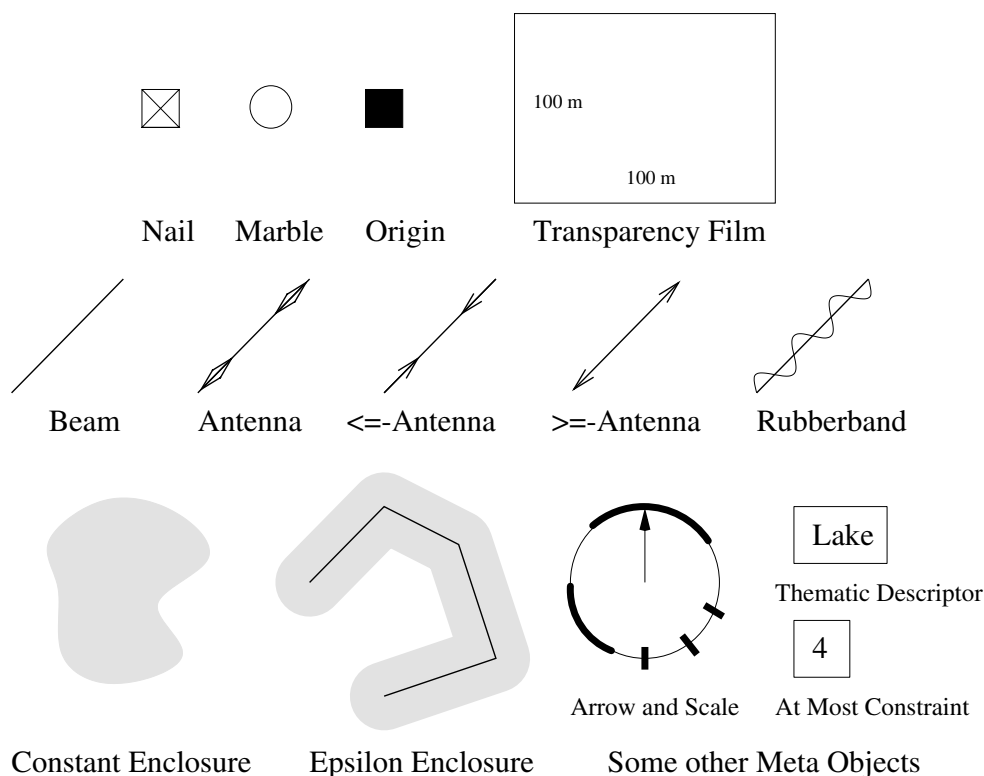 100 m
100 m
Nail Marble Origin Transparency Film
Beam Antenna <=-Antenna >=-Antenna Rubberband
Lake
Thematic Descriptor
4
Arrow and Scale At Most Constraint
Constant Enclosure Epsilon Enclosure Some other Meta Objects